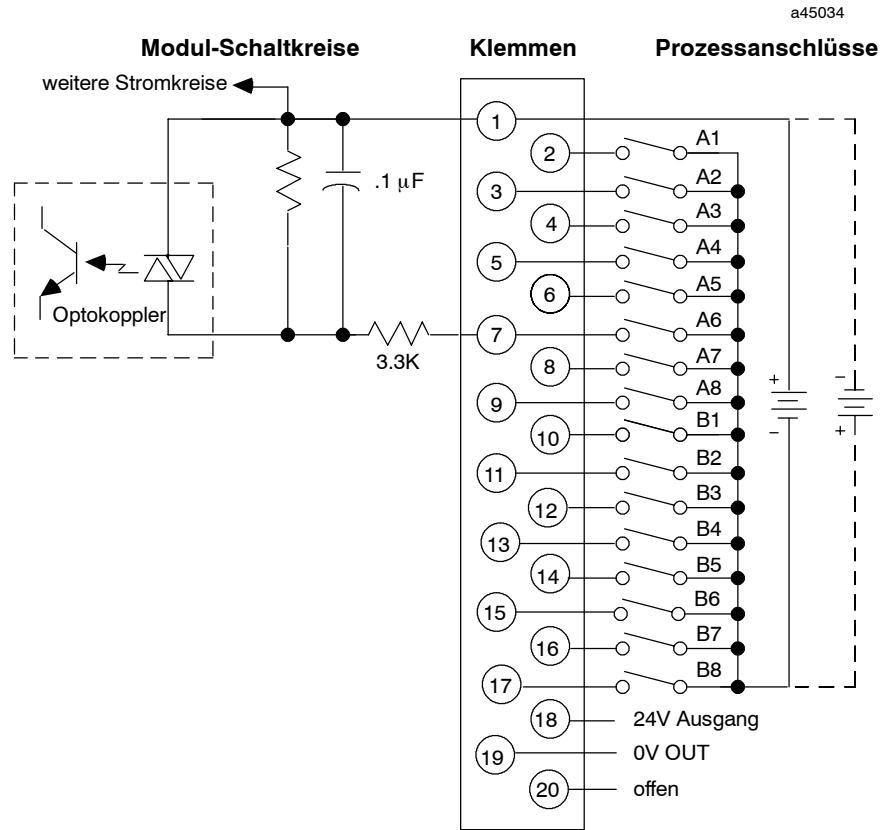 a45034
Modul-Schaltkreise Klemmen Prozessanschlüsse
weitere Stromkreise
1
2 A1
3 A2
.1 µF
4 A3
5 A4
6 A5
Optokoppler
7 A6
3.3K
8 A7
9 A8
+ −
10 B1
− +
11 B2
12 B3
13 B4
14 B5
15 B6
16 B7
17 B8
18 24V Ausgang
19 0V OUT
20 offen